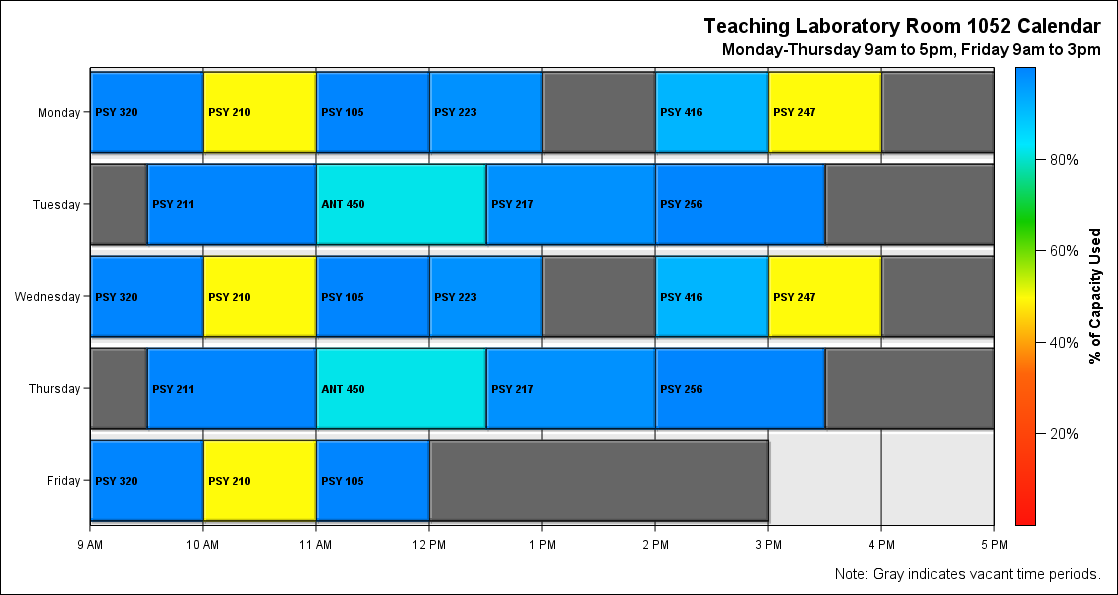 Teaching Laboratory Room 1052 Calendar
Monday-Thursday 9am to 5pm, Friday 9am to 3pm
Monday PSY 320 PSY 210 PSY 105 PSY 223 PSY 416 PSY 247
Tuesday PSY 211 ANT 450 PSY 217 PSY 256
Wednesday PSY 320 PSY 210 PSY 105 PSY 223 PSY 416 PSY 247
Thursday PSY 211 ANT 450 PSY 217 PSY 256
Friday PSY 320 PSY 210 PSY 105
9 AM 10 AM 11 AM 12 PM 1 PM 2 PM 3 PM 4 PM 5 PM
80%
60%
40%
20%
% of Capacity Used
Note: Gray indicates vacant time periods.